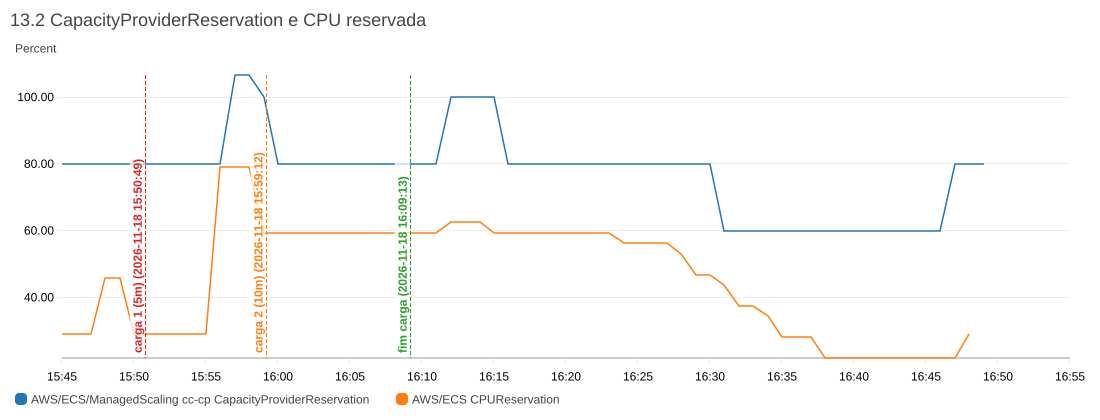 13.2 CapacityProviderReservation e CPU reservada
Percent
100.00
80.00
60.00
40.00
carga 1 (5m) (2026-11-18 15:50:49)
carga 2 (10m) (2026-11-18 15:59:12)
fim carga (2026-11-18 16:09:13)
15:45 15:50 15:55 16:00 16:05 16:10 16:15 16:20 16:25 16:30 16:35 16:40 16:45 16:50 16:55
AWS/ECS/ManagedScaling cc-cp CapacityProviderReservation AWS/ECS CPUReservation